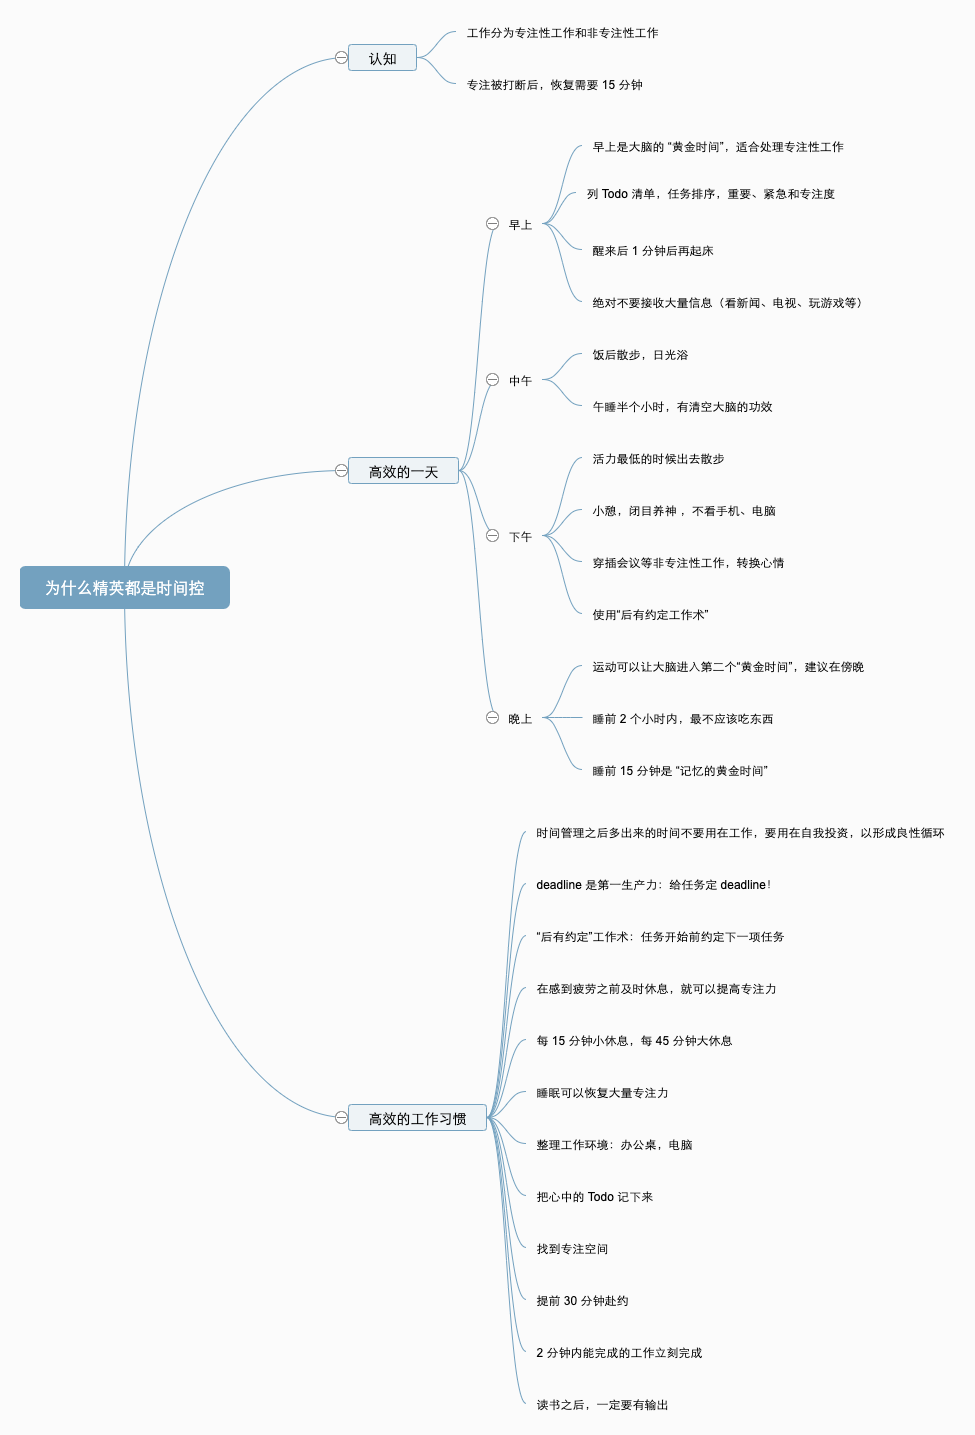 认知
工作分为专注性工作和非专注性工作
专注被打断后，恢复需要 15 分钟
为什么精英都是时间控
高效的一天
早上
早上是大脑的 “黄金时间”，适合处理专注性工作
列 Todo 清单，任务排序，重要、紧急和专注度
醒来后 1 分钟后再起床
绝对不要接收大量信息（看新闻、电视、玩游戏等）
中午
饭后散步，日光浴
午睡半个小时，有清空大脑的功效
下午
活力最低的时候出去散步
小憩，闭目养神 ，不看手机、电脑
穿插会议等非专注性工作，转换心情
使用“后有约定工作术”
晚上
运动可以让大脑进入第二个“黄金时间”，建议在傍晚
睡前 2 个小时内，最不应该吃东西
睡前 15 分钟是 “记忆的黄金时间”
高效的工作习惯
时间管理之后多出来的时间不要用在工作，要用在自我投资，以形成良性循环
deadline 是第一生产力：给任务定 deadline！
“后有约定”工作术：任务开始前约定下一项任务
在感到疲劳之前及时休息，就可以提高专注力
每 15 分钟小休息，每 45 分钟大休息
睡眠可以恢复大量专注力
整理工作环境：办公桌，电脑
把心中的 Todo 记下来
找到专注空间
提前 30 分钟赴约
2 分钟内能完成的工作立刻完成
读书之后，一定要有输出